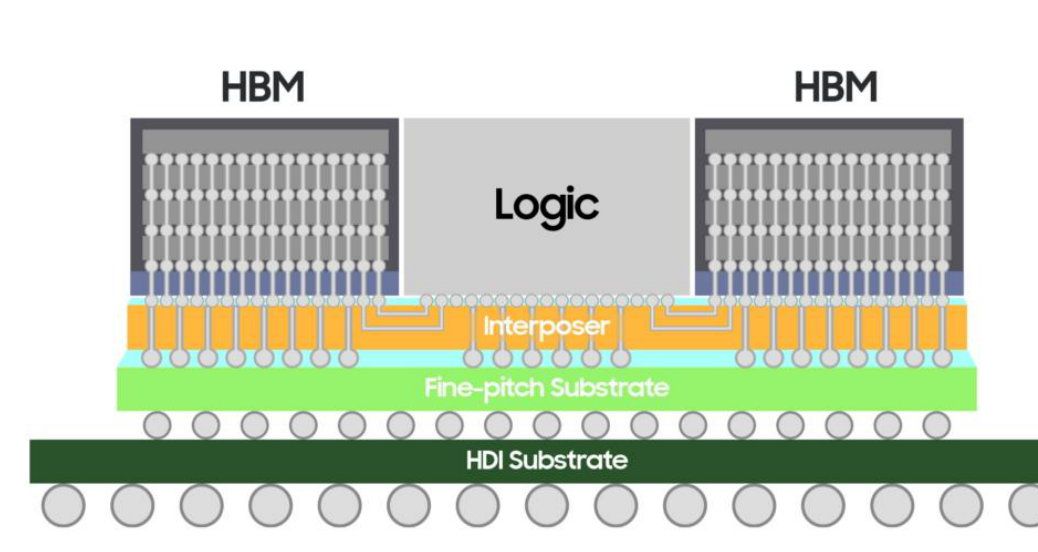 HBM
HBM
Logic
Interposer
Fine-pitch Substrate
HDI Substrate